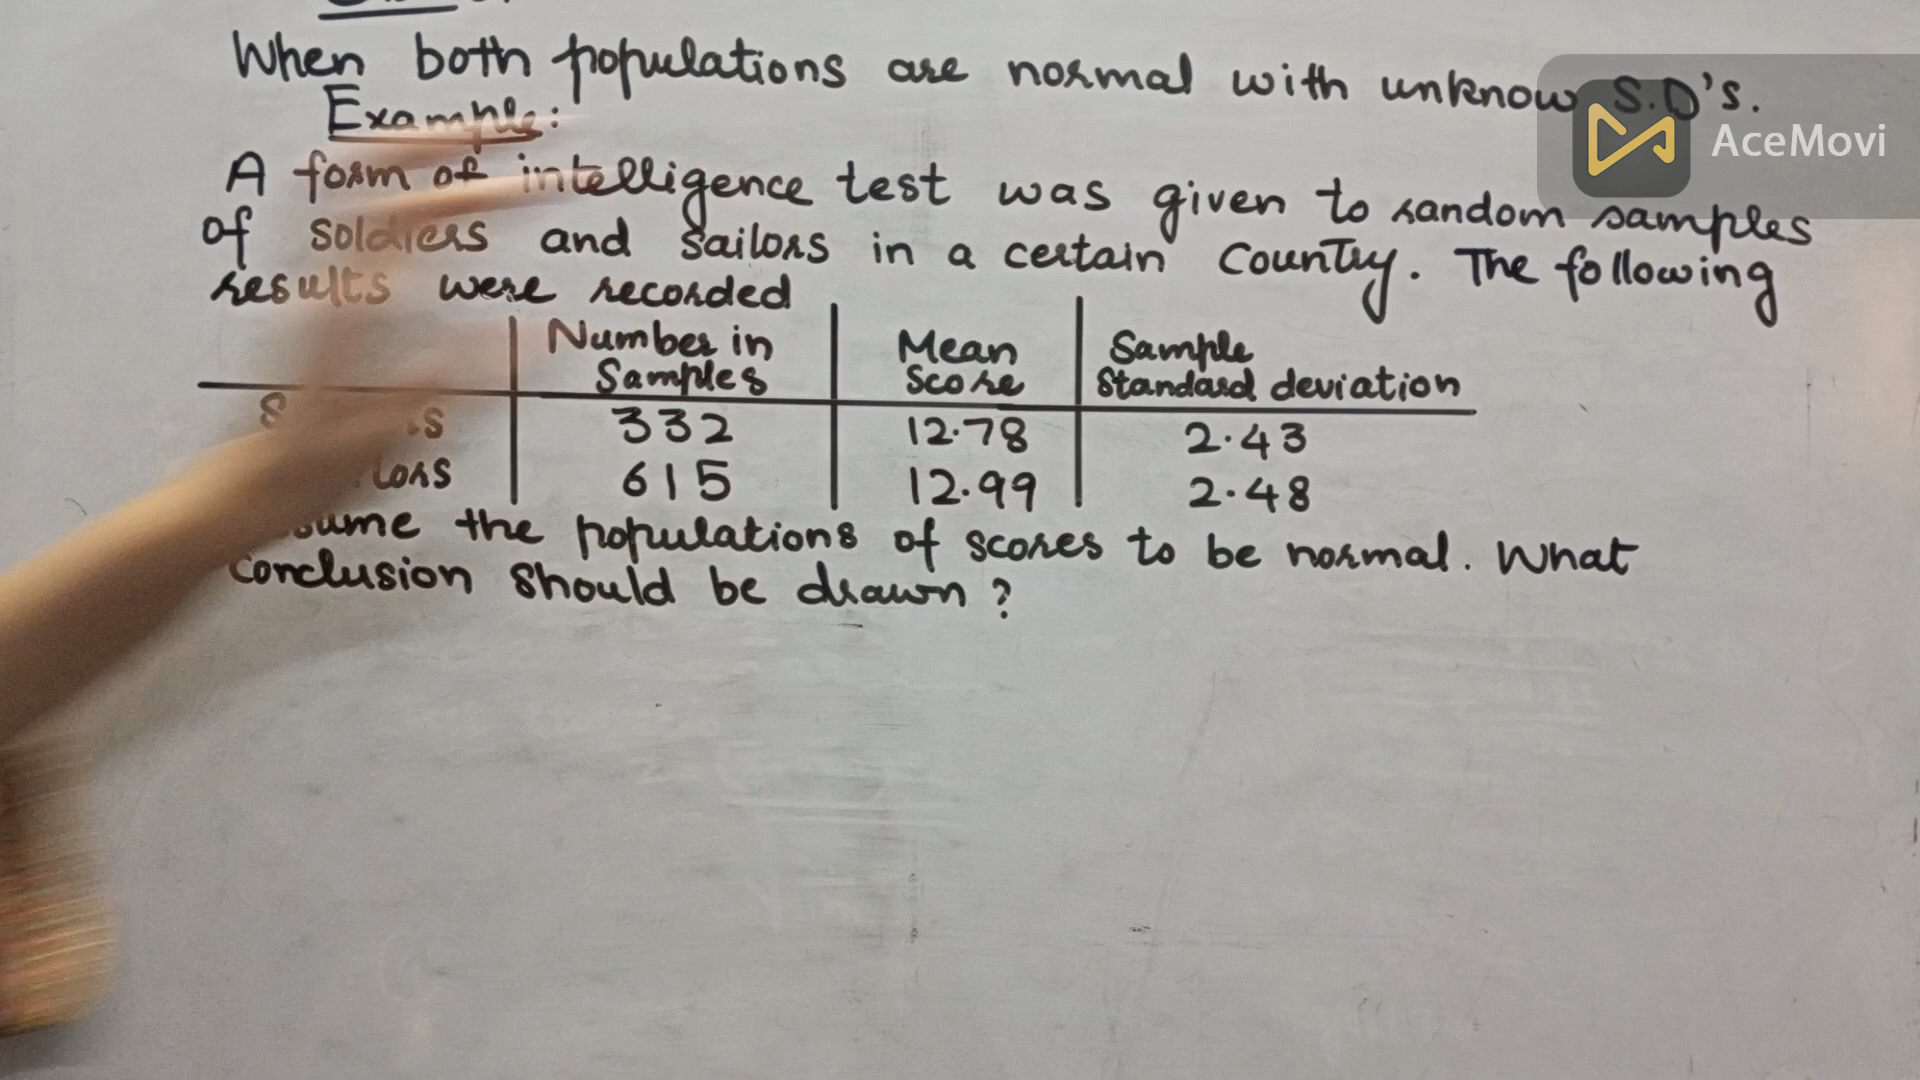 When both populations are normal with unknow S.D's.
Example:
AceMovi
A form of intelligence test was given to random samples
of soldiers and sailors in a certain Country. The following
results were recorded
Number in Samples | Mean Score | Sample Standard deviation
332 | 12.78 | 2.43
615 | 12.99 | 2.48
the populations of scores to be normal. What
conclusion should be drawn?